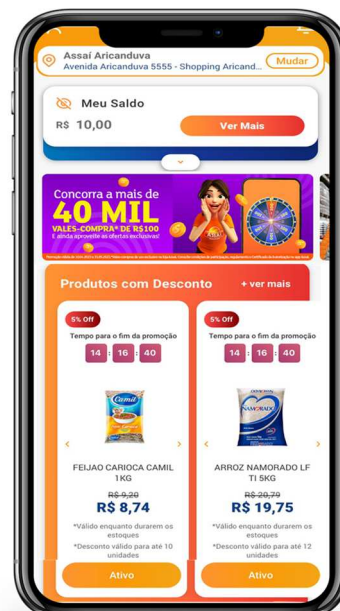 Assaí Aricanduva
Avenida Aricanduva 5555 - Shopping Aricand...
Mudar
Meu Saldo
R$ 10,00
Ver Mais
Concorra a mais de
40 MIL
VALES-COMPRA* DE R$100
E ainda aproveite as ofertas exclusivas!
Produtos com Desconto
+ ver mais
5% Off
Tempo para o fim da promoção
14 : 16 : 40
Camil
FEIJAO CARIOCA CAMIL
1KG
R$ 9,20
R$ 8,74
*Válido enquanto durarem os
estoques
*Desconto válido para até 10
unidades
Ativo
5% Off
Tempo para o fim da promoção
14 : 16 : 40
NAMORADO
ARROZ NAMORADO LF
TI 5KG
R$ 20,79
R$ 19,75
*Válido enquanto durarem os
estoques
*Desconto válido para até 12
unidades
Ativo